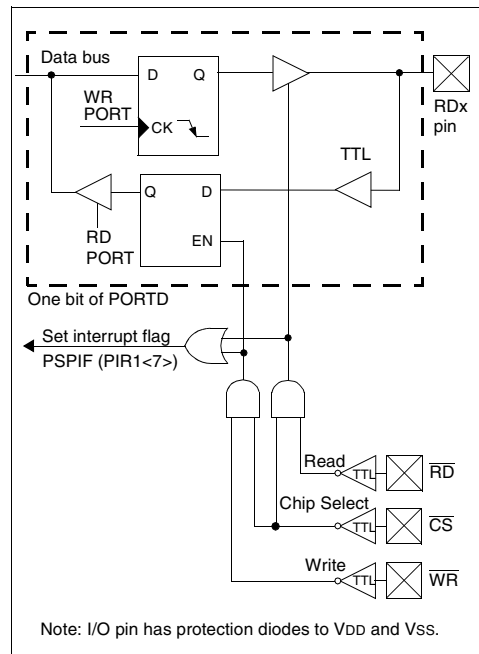 Data bus
D Q
WR
PORT
CK
RDx
pin
TTL
Q D
EN
RD
PORT
One bit of PORTD
Set interrupt flag
PSPIF (PIR1<7>)
Read
TTL
RD
Chip Select
TTL
CS
Write
TTL
WR
Note: I/O pin has protection diodes to VDD and VSS.